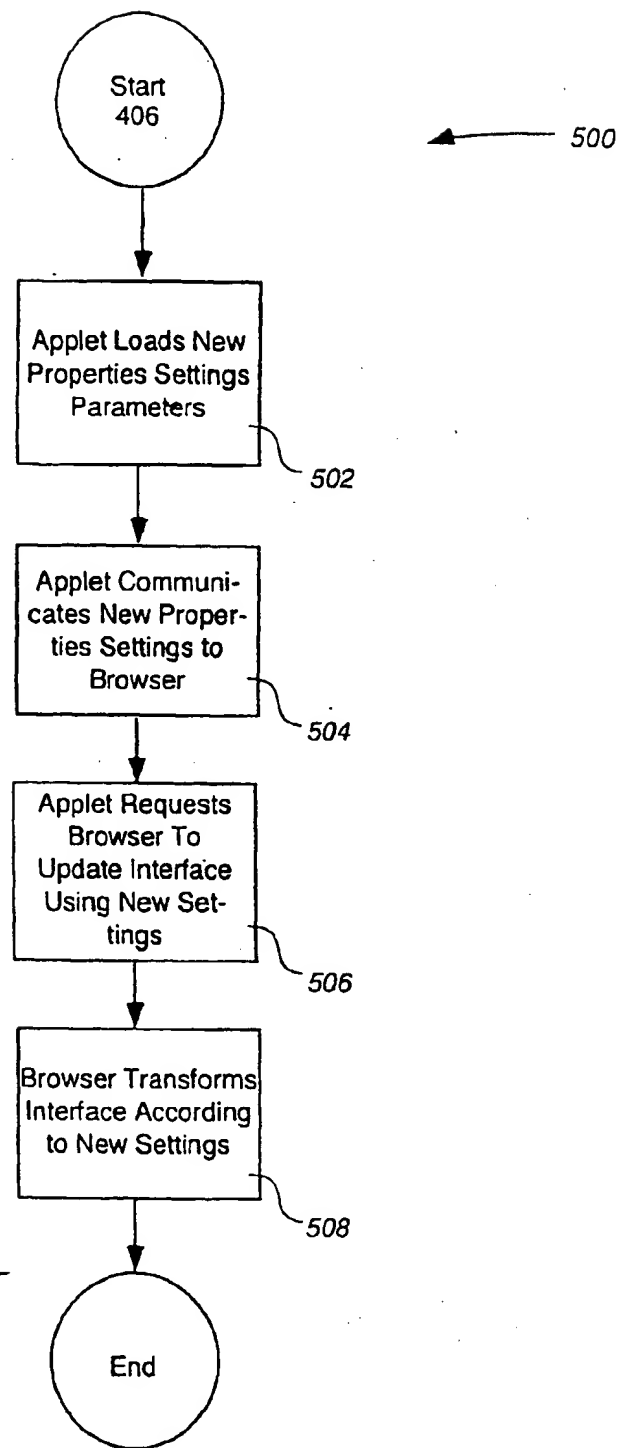 Start
406
500
Applet Loads New
Properties Settings
Parameters
502
Applet Communi-
cates New Proper-
ties Settings to
Browser
504
Applet Requests
Browser To
Update Interface
Using New Set-
tings
506
Browser Transforms
Interface According
to New Settings
508
End